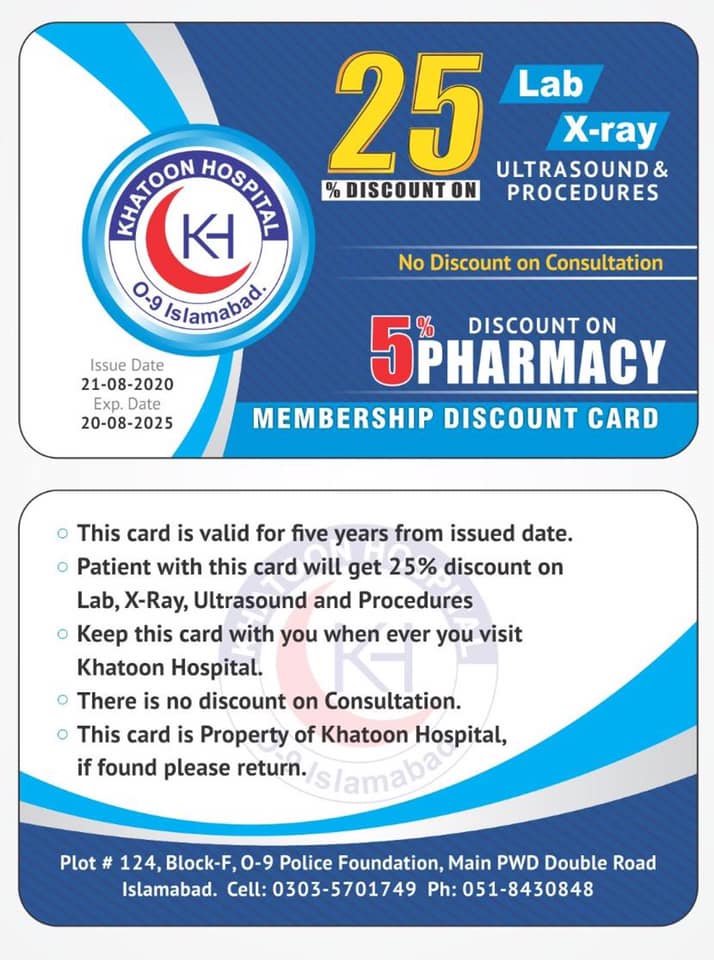 25
% DISCOUNT ON
Lab
X-ray
ULTRASOUND &
PROCEDURES
KHATOON HOSPITAL
KH
O-9 Islamabad.
No Discount on Consultation
5% DISCOUNT ON
PHARMACY
Issue Date
21-08-2020
Exp. Date
20-08-2025
MEMBERSHIP DISCOUNT CARD
○ This card is valid for five years from issued date.
○ Patient with this card will get 25% discount on
Lab, X-Ray, Ultrasound and Procedures
○ Keep this card with you when ever you visit
Khatoon Hospital.
○ There is no discount on Consultation.
○ This card is Property of Khatoon Hospital,
if found please return.
KHATOON HOSPITAL
KH
O-9 Islamabad.
Plot # 124, Block-F, O-9 Police Foundation, Main PWD Double Road
Islamabad. Cell: 0303-5701749 Ph: 051-8430848